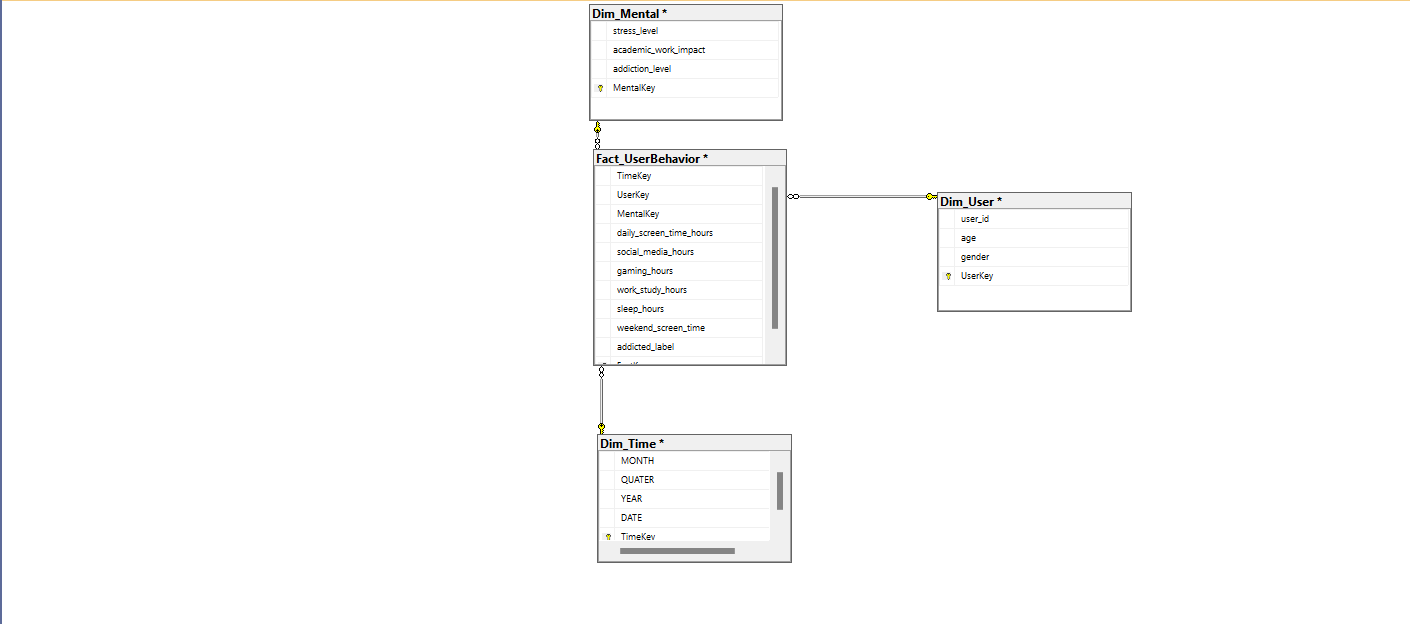 Dim_Mental *
stress_level
academic_work_impact
addiction_level
MentalKey
Fact_UserBehavior *
TimeKey
UserKey
MentalKey
daily_screen_time_hours
social_media_hours
gaming_hours
work_study_hours
sleep_hours
weekend_screen_time
addicted_label
Dim_User *
user_id
age
gender
UserKey
Dim_Time *
MONTH
QUATER
YEAR
DATE
TimeKey